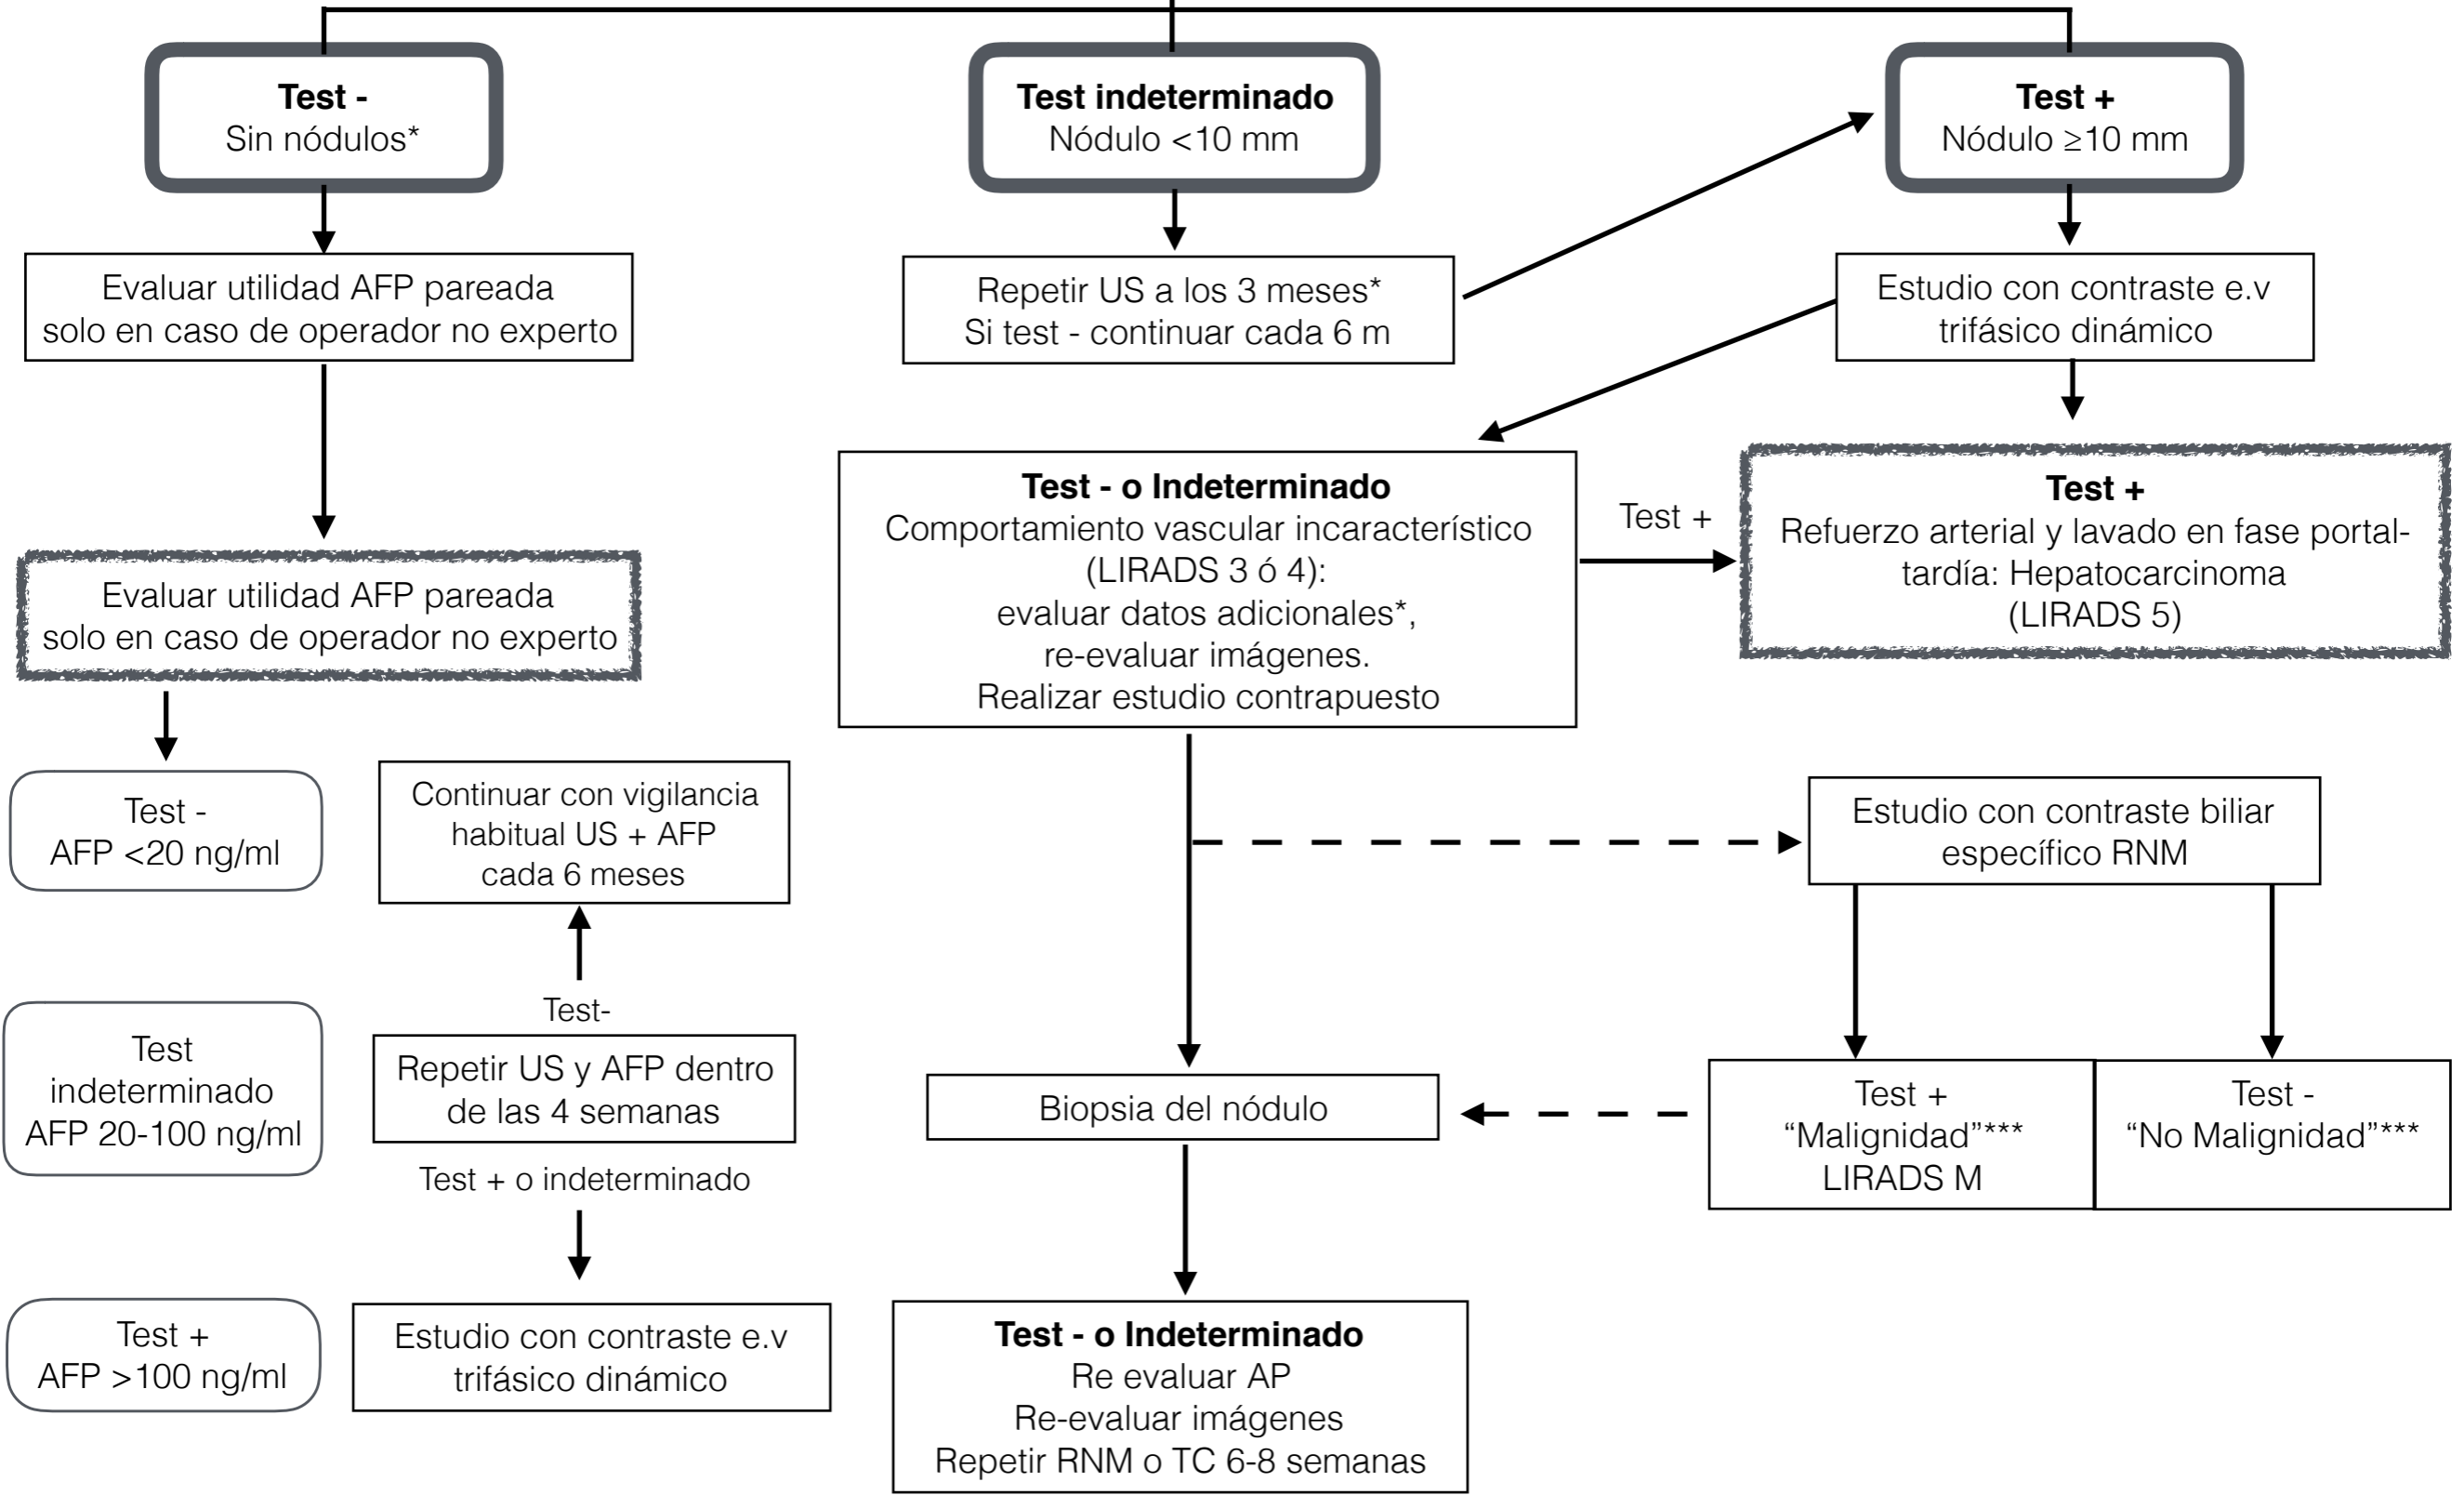 Test -
Sin nódulos*
Test indeterminado
Nódulo <10 mm
Test +
Nódulo ≥10 mm
Evaluar utilidad AFP pareada
solo en caso de operador no experto
Repetir US a los 3 meses*
Si test - continuar cada 6 m
Estudio con contraste e.v
trifásico dinámico
Evaluar utilidad AFP pareada
solo en caso de operador no experto
Test - o Indeterminado
Comportamiento vascular incaracterístico
(LIRADS 3 ó 4):
evaluar datos adicionales*,
re-evaluar imágenes.
Realizar estudio contrapuesto
Test +
Test +
Refuerzo arterial y lavado en fase portal-
tardía: Hepatocarcinoma
(LIRADS 5)
Test -
AFP <20 ng/ml
Continuar con vigilancia
habitual US + AFP
cada 6 meses
Estudio con contraste biliar
específico RNM
Test-
Test
indeterminado
AFP 20-100 ng/ml
Repetir US y AFP dentro
de las 4 semanas
Test + o indeterminado
Biopsia del nódulo
Test +
“Malignidad”***
LIRADS M
Test -
“No Malignidad”***
Test +
AFP >100 ng/ml
Estudio con contraste e.v
trifásico dinámico
Test - o Indeterminado
Re evaluar AP
Re-evaluar imágenes
Repetir RNM o TC 6-8 semanas